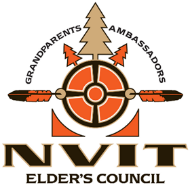 GRANDPARENTS AMBASSADORS
NVIT
ELDER'S COUNCIL